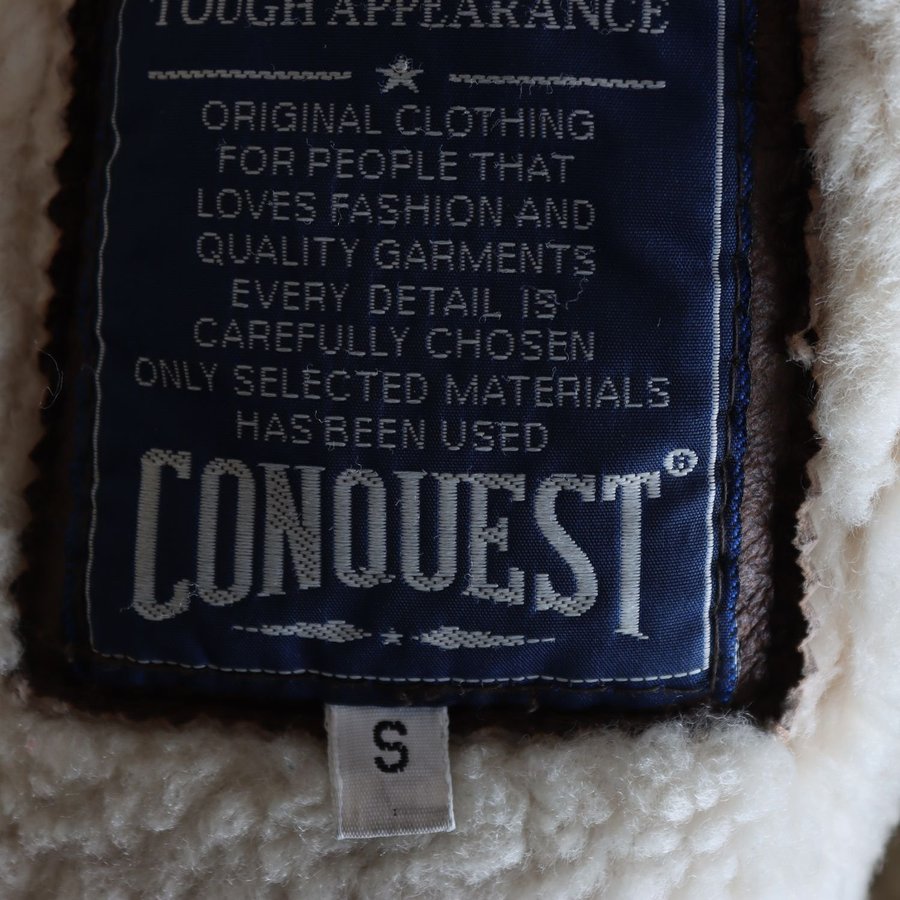 TOUGH APPEARANCE
ORIGINAL CLOTHING
FOR PEOPLE THAT
LOVES FASHION AND
QUALITY GARMENTS
EVERY DETAIL IS
CAREFULLY CHOSEN
ONLY SELECTED MATERIALS
HAS BEEN USED
CONQUEST®
S